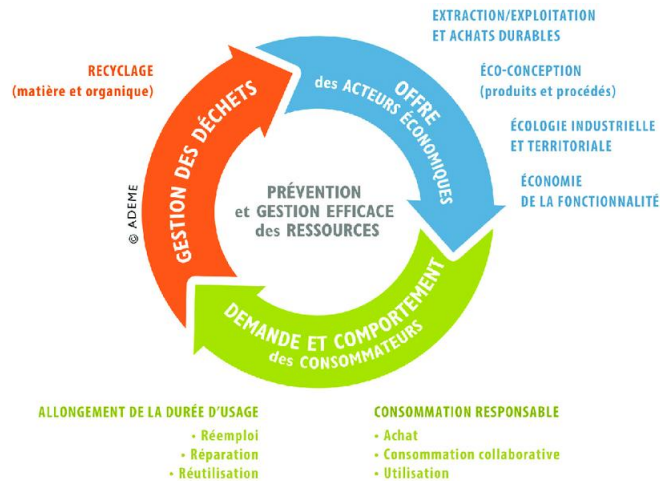 EXTRACTION/EXPLOITATION
ET ACHATS DURABLES
RECYCLAGE
(matière et organique)
ÉCO-CONCEPTION
(produits et procédés)
ÉCOLOGIE INDUSTRIELLE
ET TERRITORIALE
ÉCONOMIE
DE LA FONCTIONNALITÉ
OFFRE
des ACTEURS ÉCONOMIQUES
GESTION DES DÉCHETS
© ADEME
PRÉVENTION
et GESTION EFFICACE
des RESSOURCES
DEMANDE ET COMPORTEMENT
des CONSOMMATEURS
ALLONGEMENT DE LA DURÉE D'USAGE
• Réemploi
• Réparation
• Réutilisation
CONSOMMATION RESPONSABLE
• Achat
• Consommation collaborative
• Utilisation